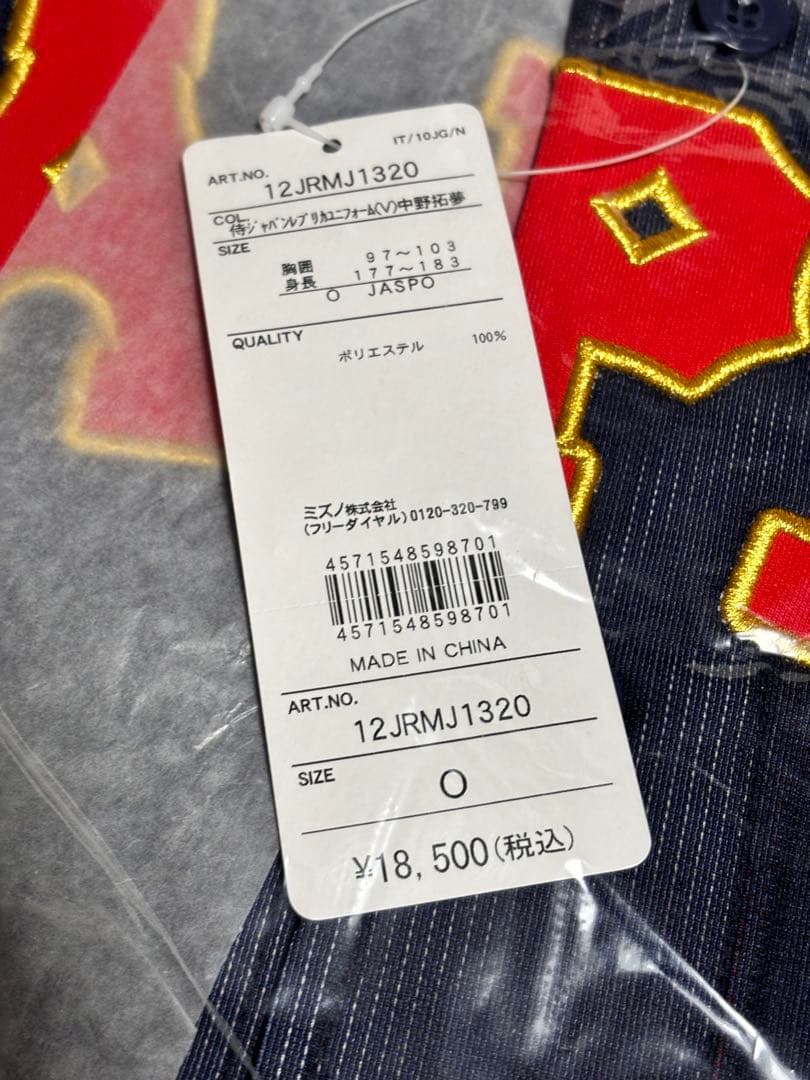 IT/10JG/N
ART.NO. 12JRMJ1320
COL. 侍ジャパンレプリカユニフォーム(V)中野拓夢
SIZE
胸囲 97～103
身長 177～183
O JASPO
QUALITY
ポリエステル 100%
ミズノ株式会社
(フリーダイヤル)0120-320-799
4571548598701
4571548598701
MADE IN CHINA
ART.NO.
12JRMJ1320
SIZE
O
¥18,500(税込)